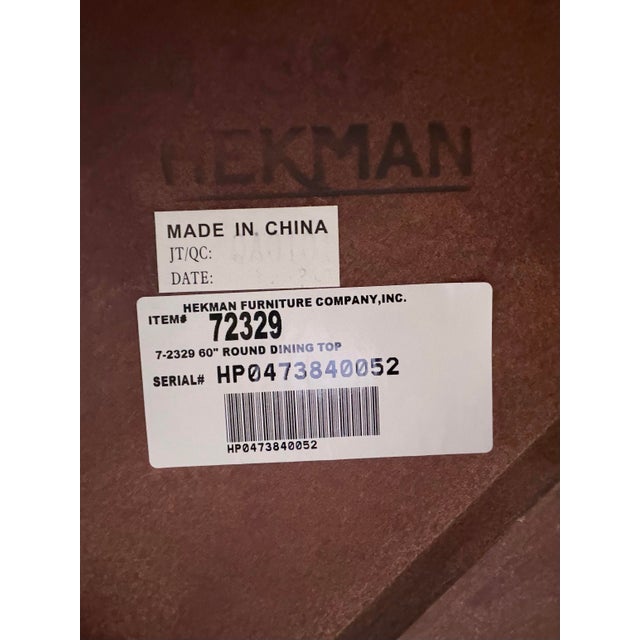 HEKMAN
MADE IN CHINA
JT/QC:
DATE:
HEKMAN FURNITURE COMPANY,INC.
ITEM# 72329
7-2329 60" ROUND DINING TOP
SERIAL# HP0473840052
HP0473840052